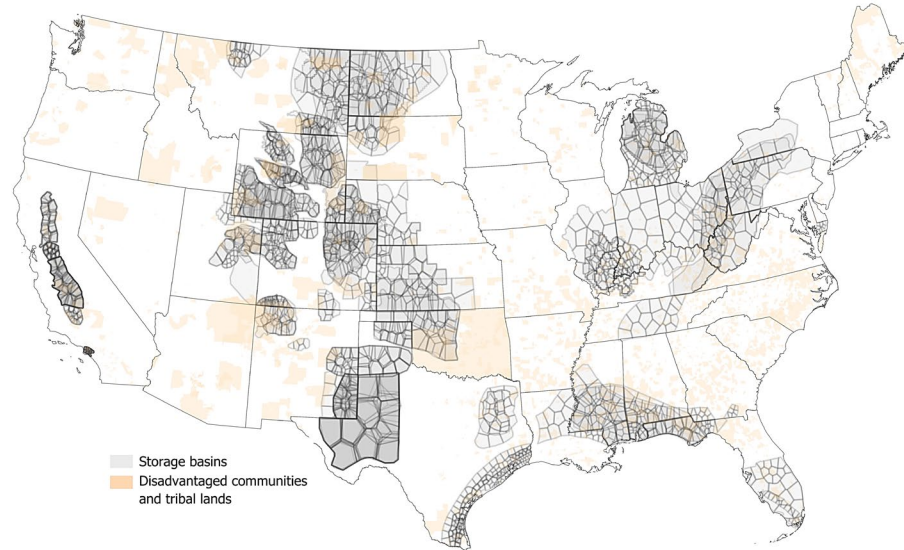 Storage basins
Disadvantaged communities
and tribal lands